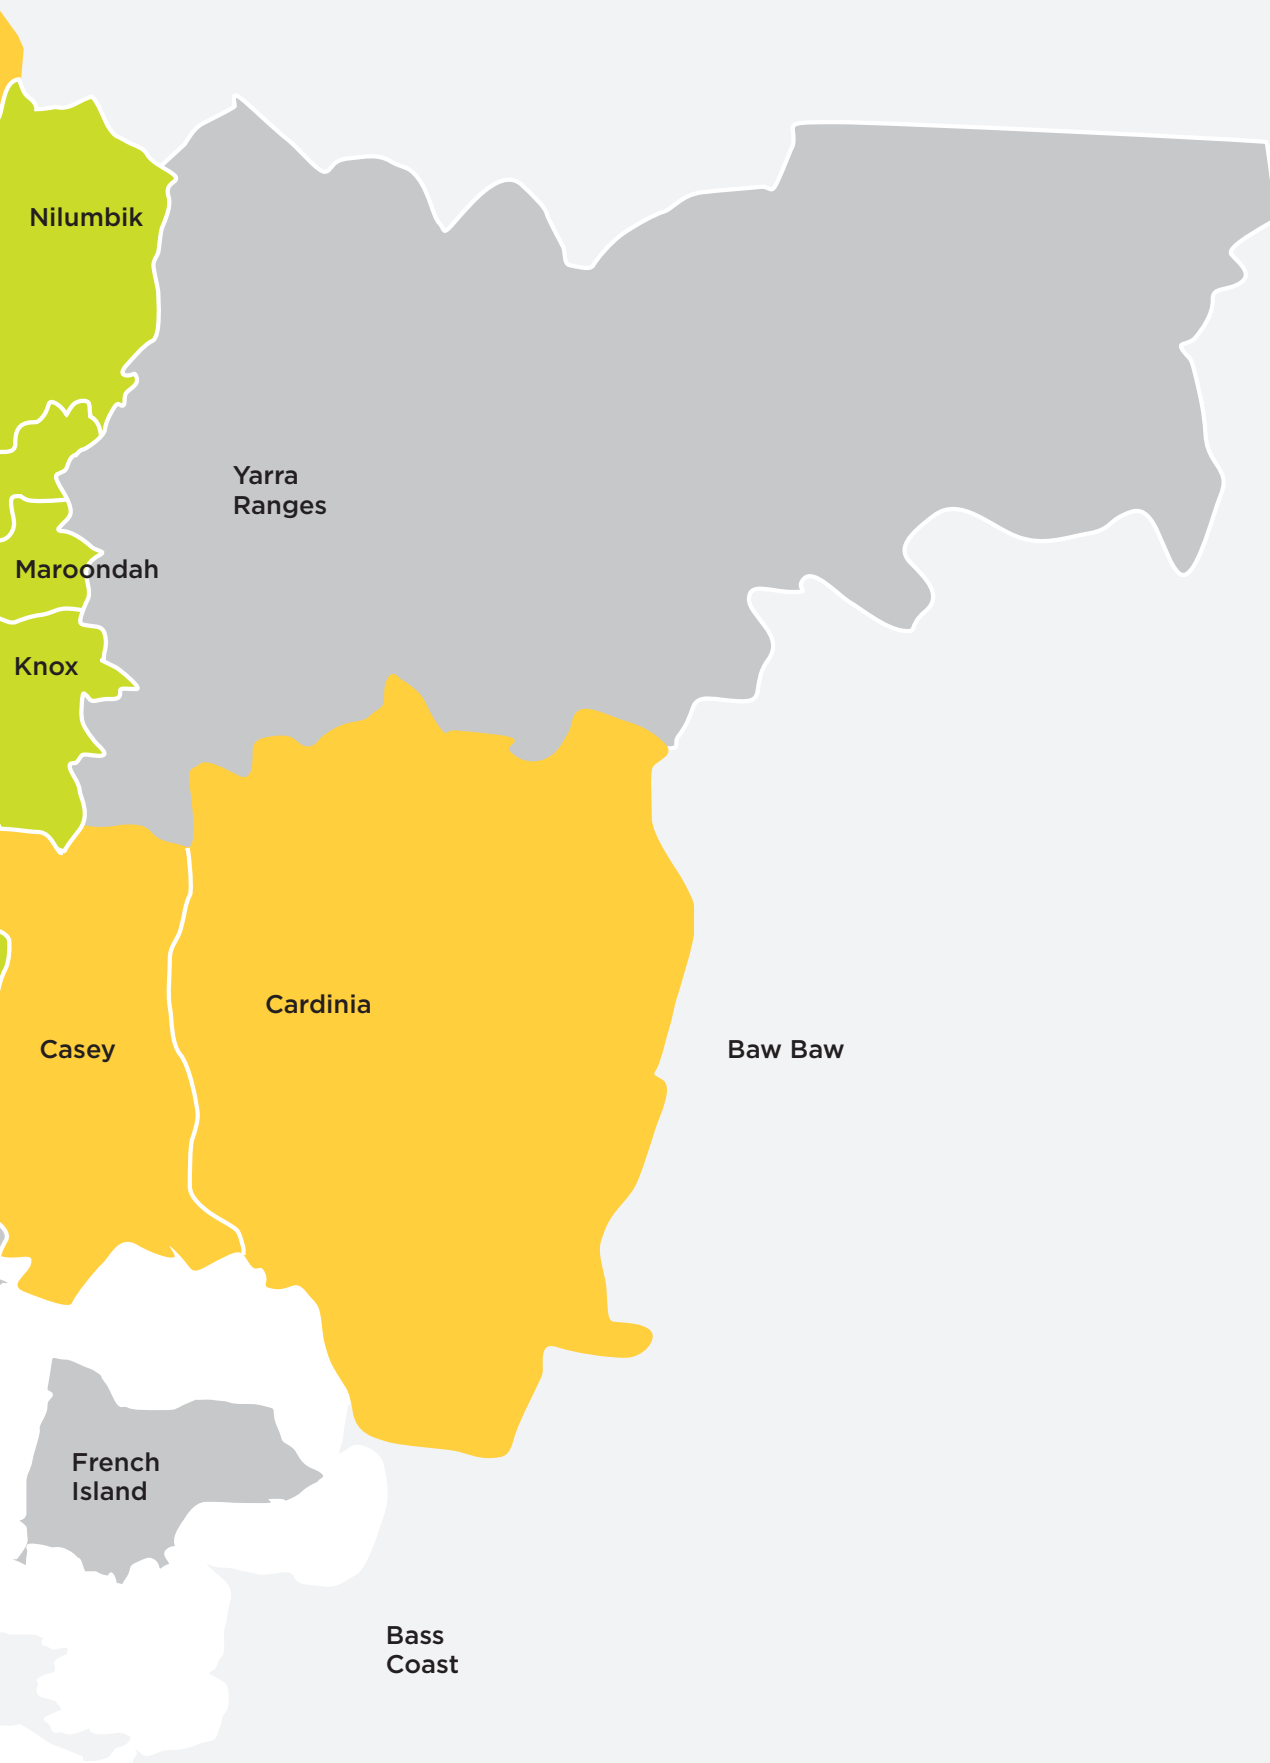 Nilumbik
Yarra
Ranges
Maroondah
Knox
Cardinia
Casey
Baw Baw
French
Island
Bass
Coast